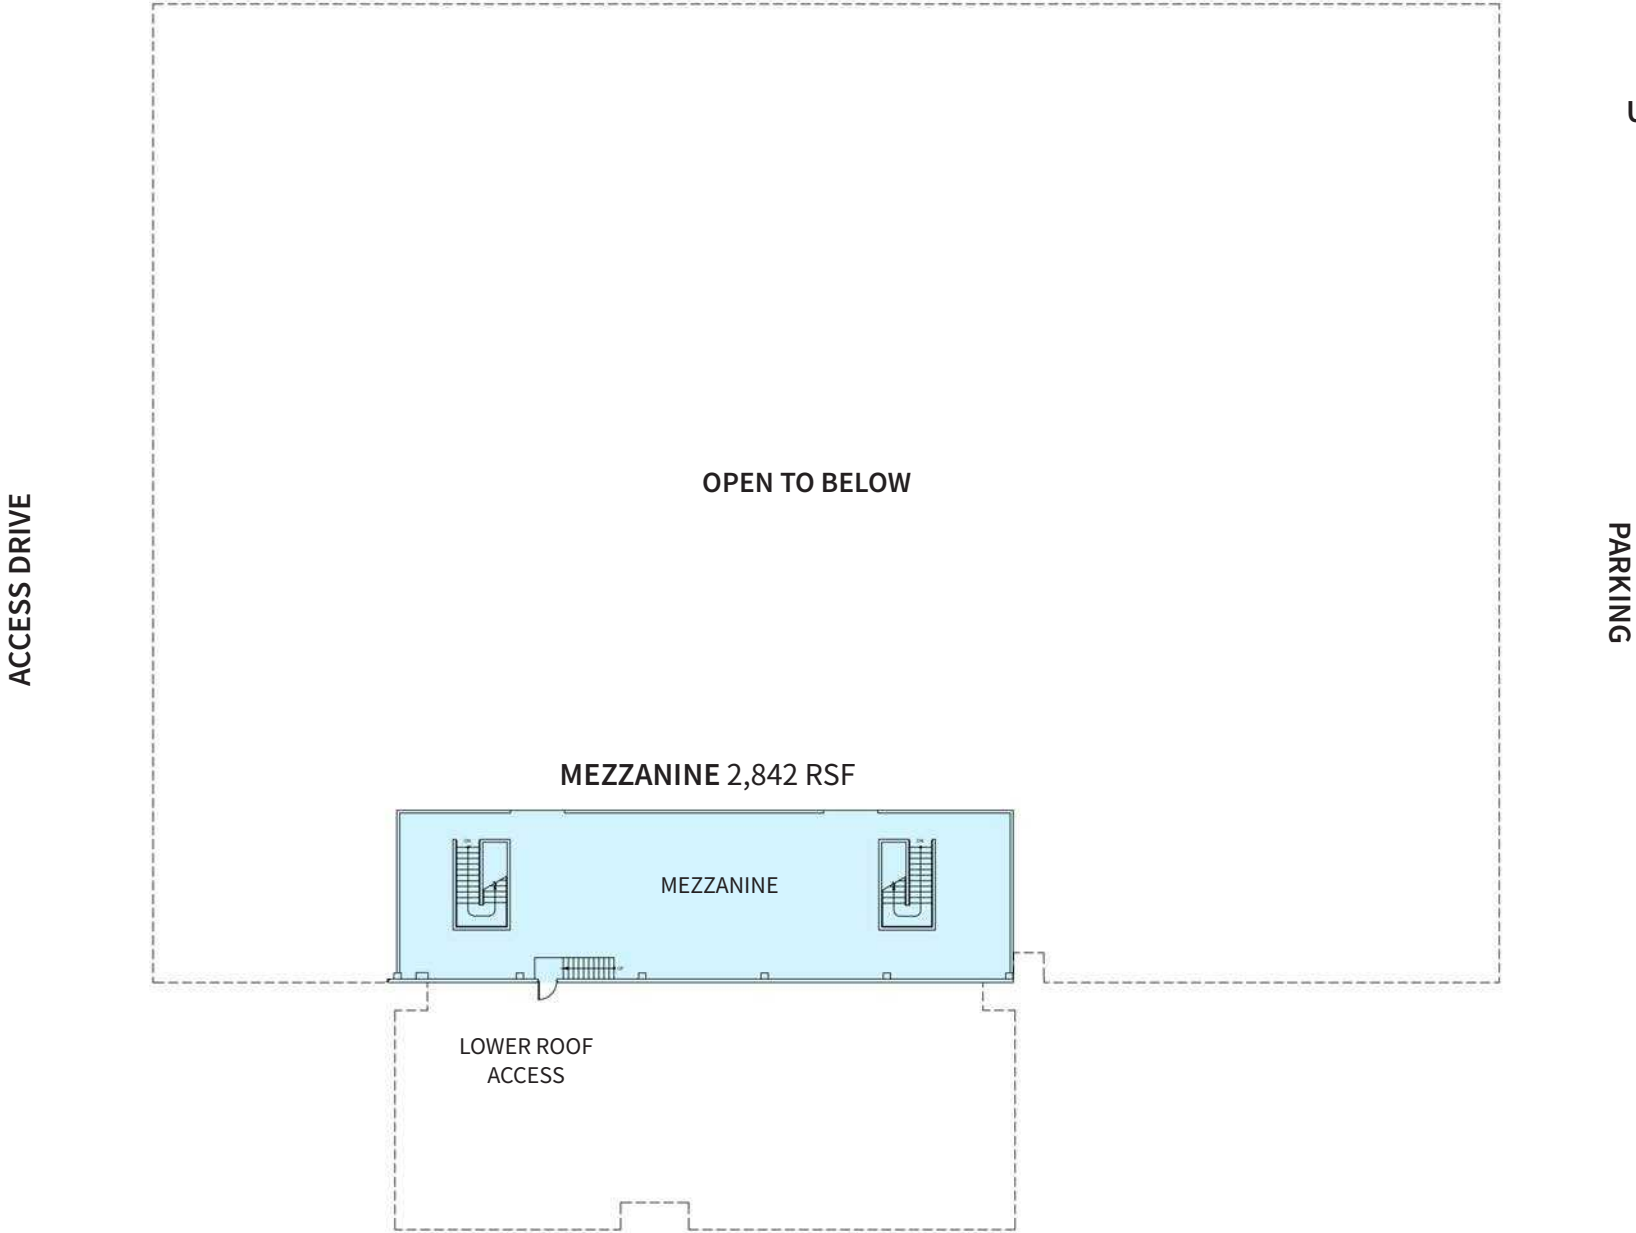 U
OPEN TO BELOW
ACCESS DRIVE
PARKING
MEZZANINE 2,842 RSF
MEZZANINE
LOWER ROOF
ACCESS